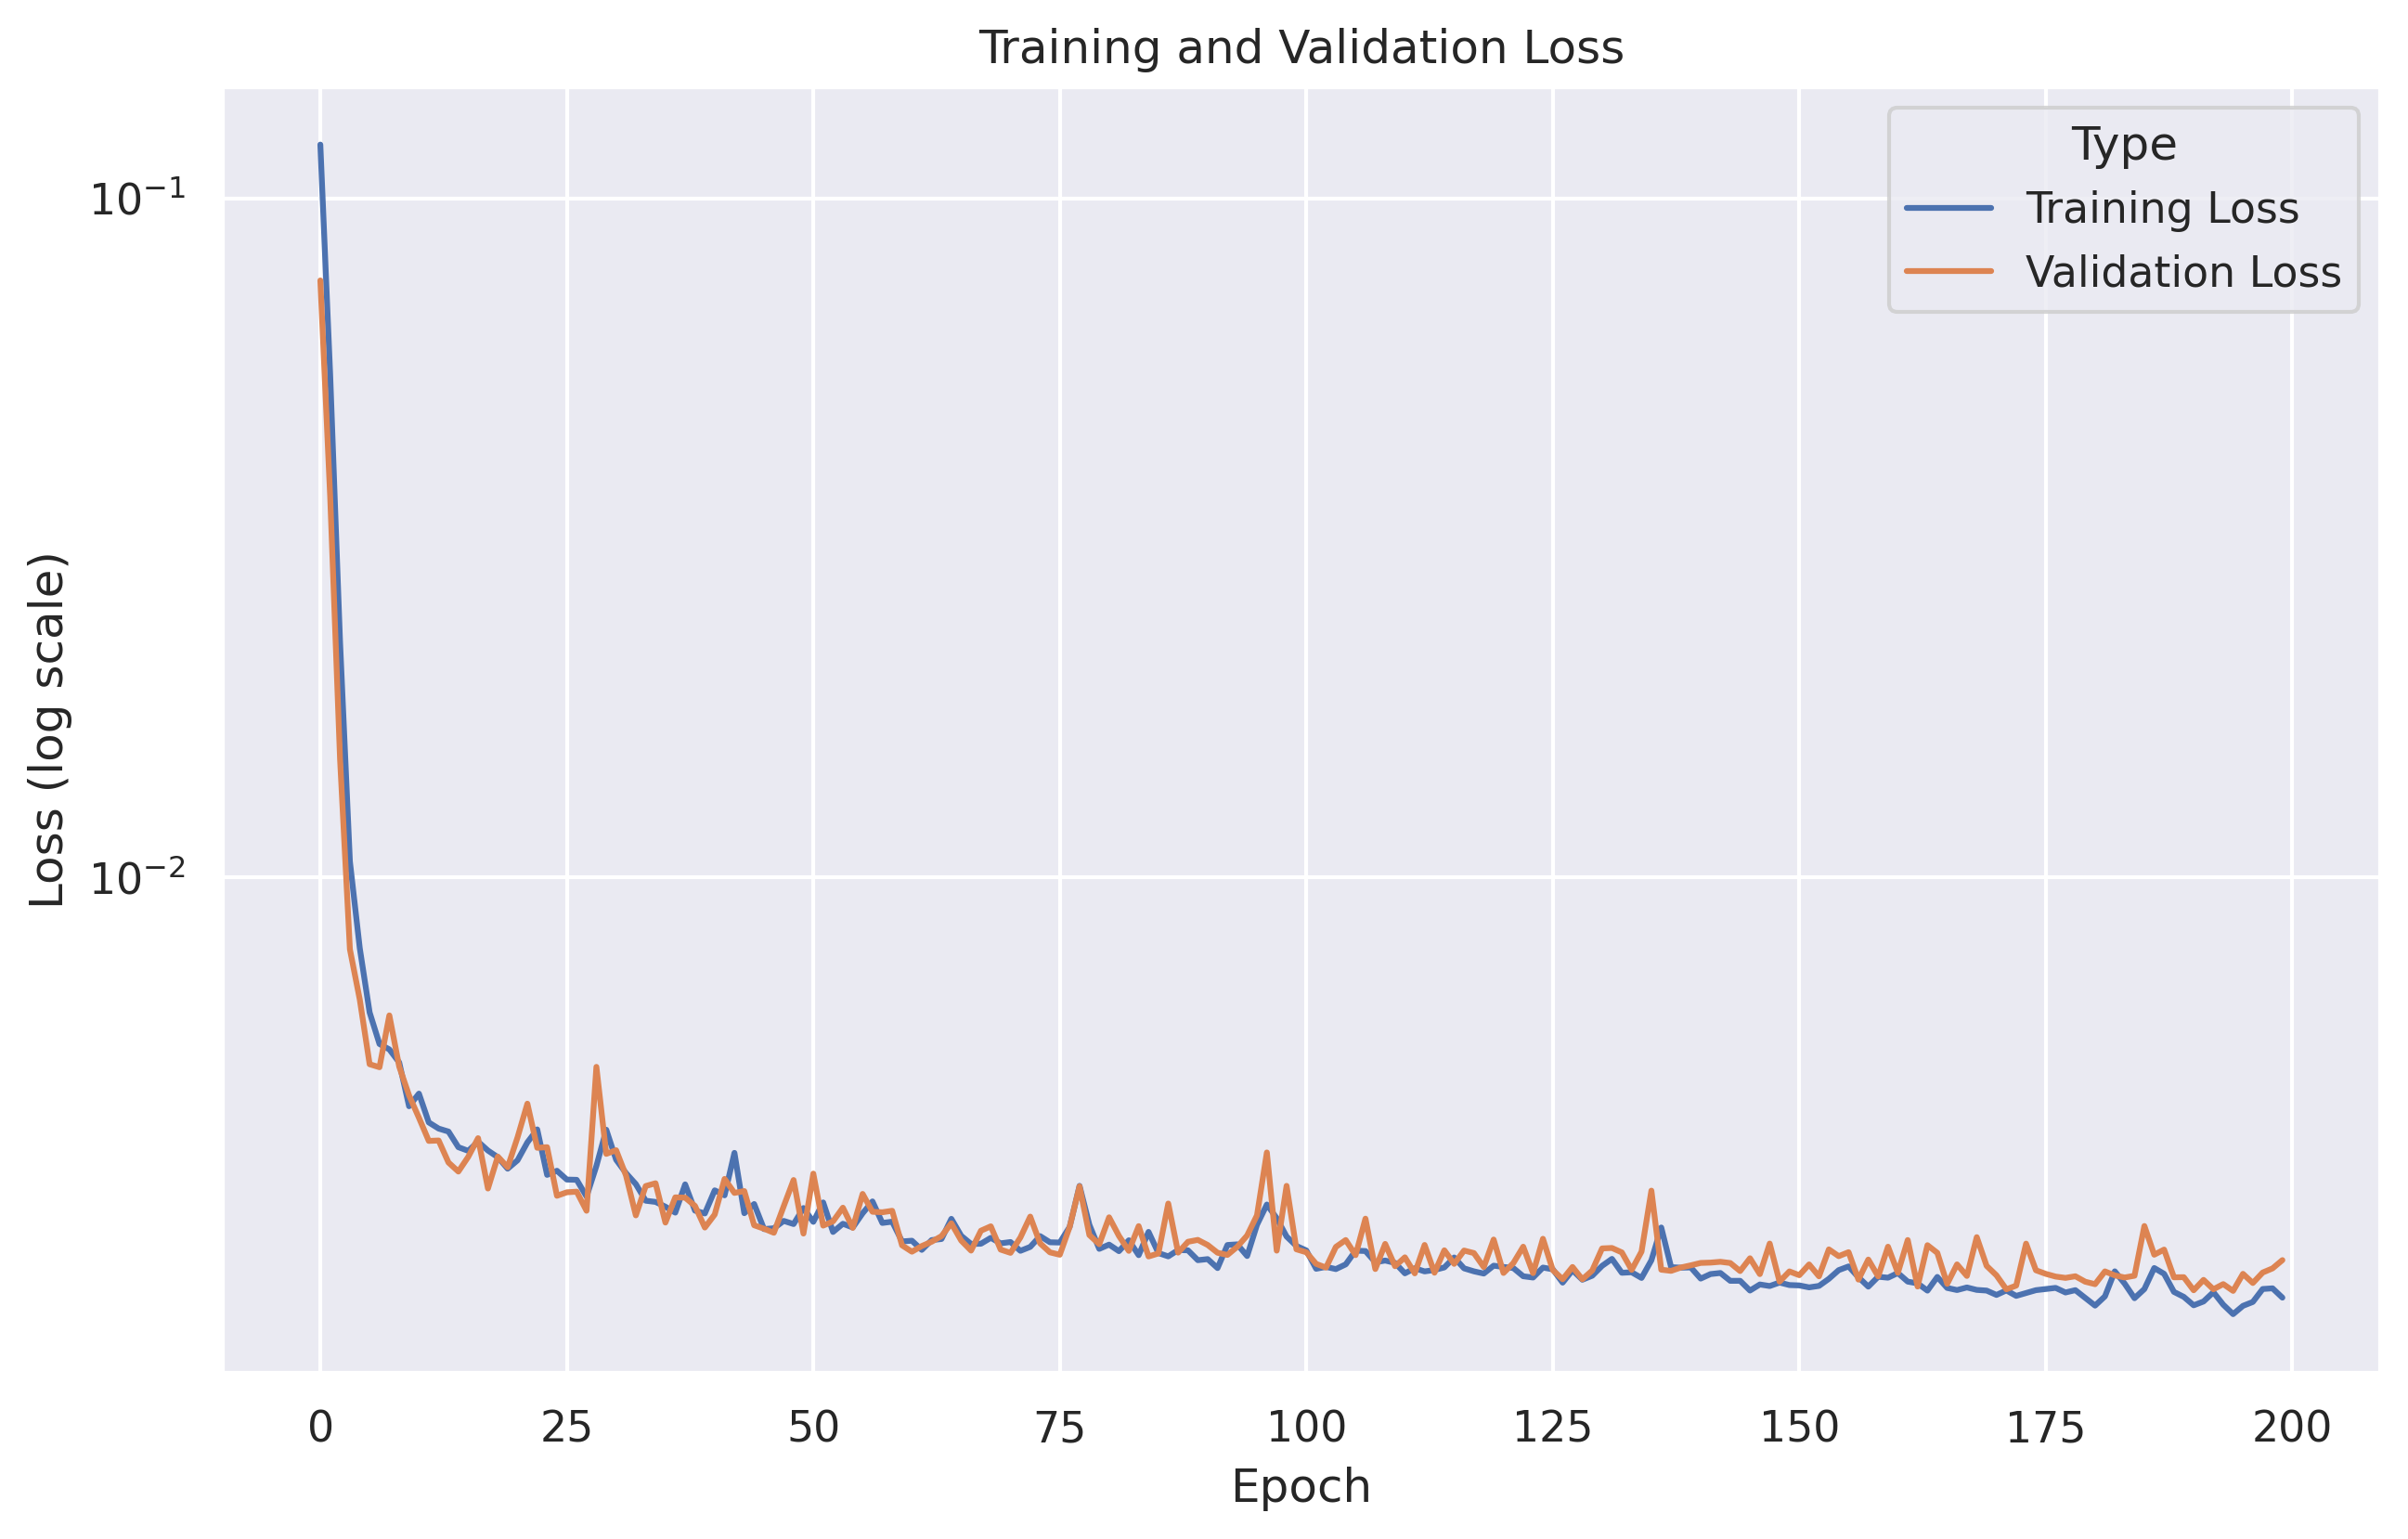 Training and Validation Loss
Type
Training Loss
Validation Loss
Loss (log scale)
10⁻¹
10⁻²
0 25 50 75 100 125 150 175 200
Epoch